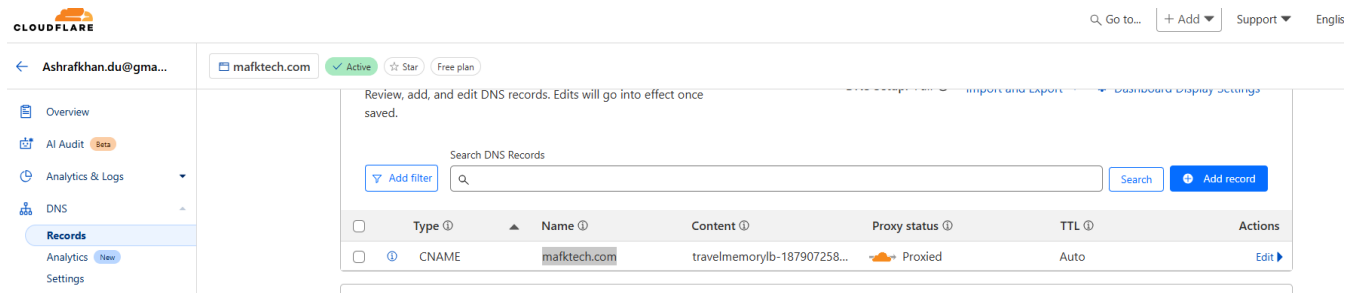 CLOUDFLARE
Go to... + Add Support Englis
Ashrafkhan.du@gma... mafktech.com Active Star Free plan
Overview
AI Audit Beta
Analytics & Logs
DNS
Records
Analytics New
Settings
Review, add, and edit DNS records. Edits will go into effect once
saved.
Import and Export Dashboard Display Settings
Search DNS Records
Add filter Search Add record
Type Name Content Proxy status TTL Actions
CNAME mafktech.com travelmemorylb-187907258... Proxied Auto Edit